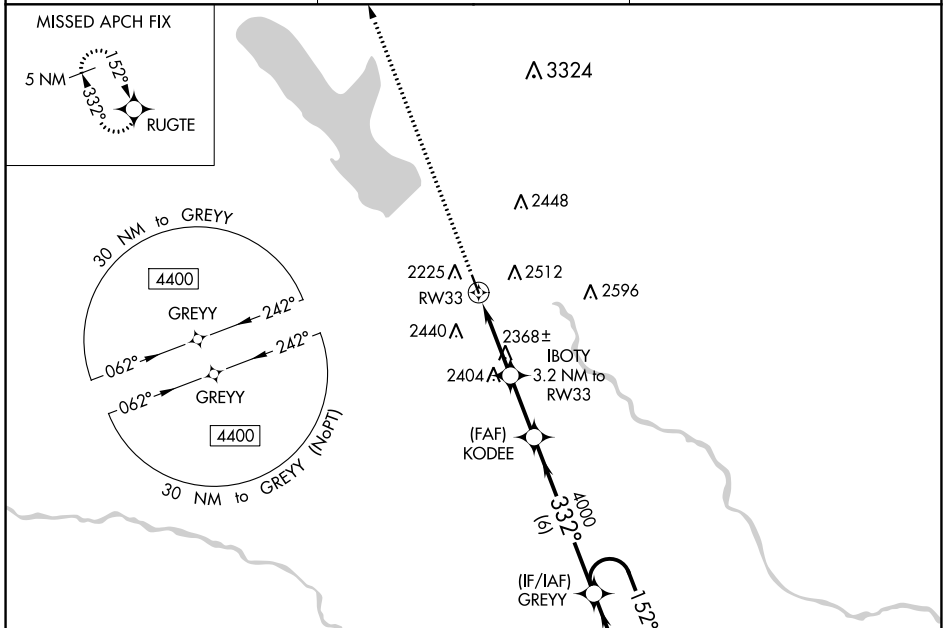 MISSED APCH FIX
5 NM
152°
332°
RUGTE
3324
2448
2225
2512
RW33
2596
2440
2368±
IBOTY
2404
3.2 NM to
RW33
(FAF)
KODEE
4000
332°
(6)
(IF/IAF)
GREYY
152°
30 NM to GREYY
4400
GREYY
242°
062°
242°
062°
GREYY
4400
30 NM to GREYY (NoPT)